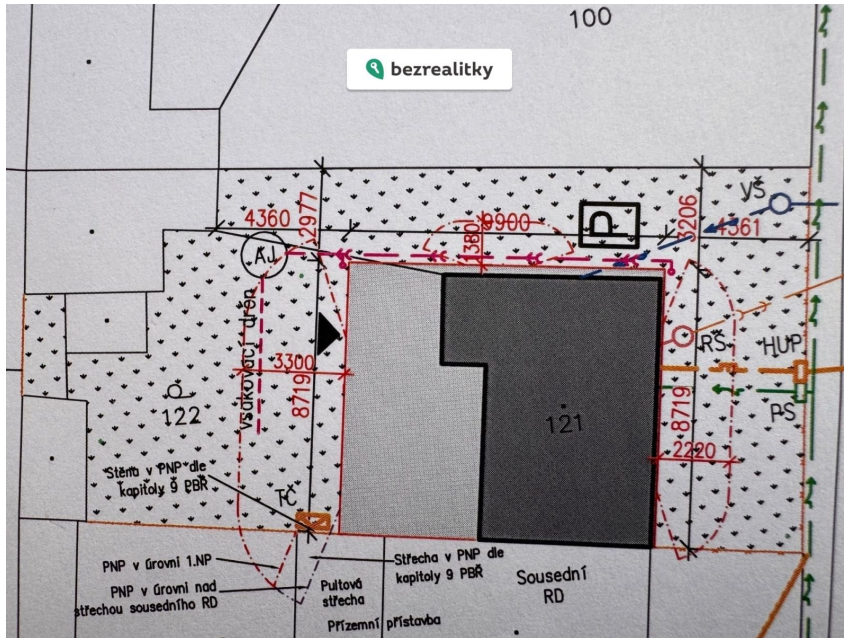 100
bezrealitky
VŠ
4360
2977
9900
1380
P
3206
4361
AJ
vsakovací drén
3300
8719
RŠ
HUP
PS
8719
2220
122
121
Stěna v PNP dle
kapitoly 9 PBŘ
TČ
PNP v úrovni 1.NP
PNP v úrovni nad
střechou sousedního RD
Pultová
střecha
Střecha v PNP dle
kapitoly 9 PBŘ
Sousední
RD
Přízemní přístavba